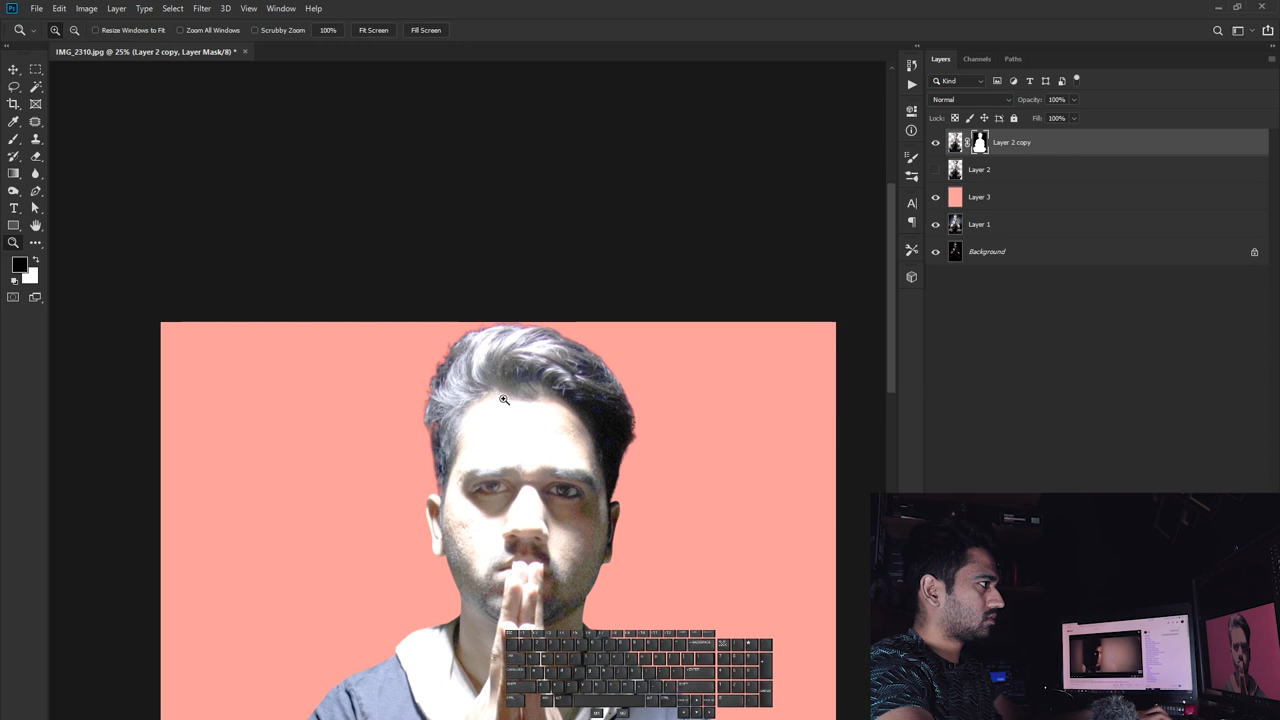 Ps File Edit Image Layer Type Select Filter 3D View Window Help
Resize Windows to Fit Zoom All Windows Scrubby Zoom 100% Fit Screen Fill Screen
IMG_2310.jpg @ 25% (Layer 2 copy, Layer Mask/8) * ×
Layers Channels Paths
Kind
Normal Opacity: 100%
Lock: Fill: 100%
Layer 2 copy
Layer 2
Layer 3
Layer 1
Background